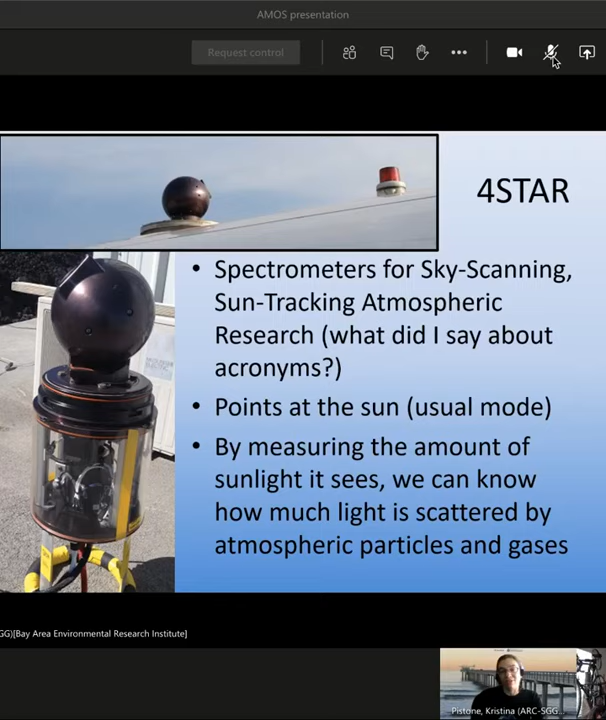 AMOS presentation
Request control
4STAR
• Spectrometers for Sky-Scanning,
Sun-Tracking Atmospheric
Research (what did I say about
acronyms?)
• Points at the sun (usual mode)
• By measuring the amount of
sunlight it sees, we can know
how much light is scattered by
atmospheric particles and gases
GG)[Bay Area Environmental Research Institute]
Pistone, Kristina (ARC-SGG...